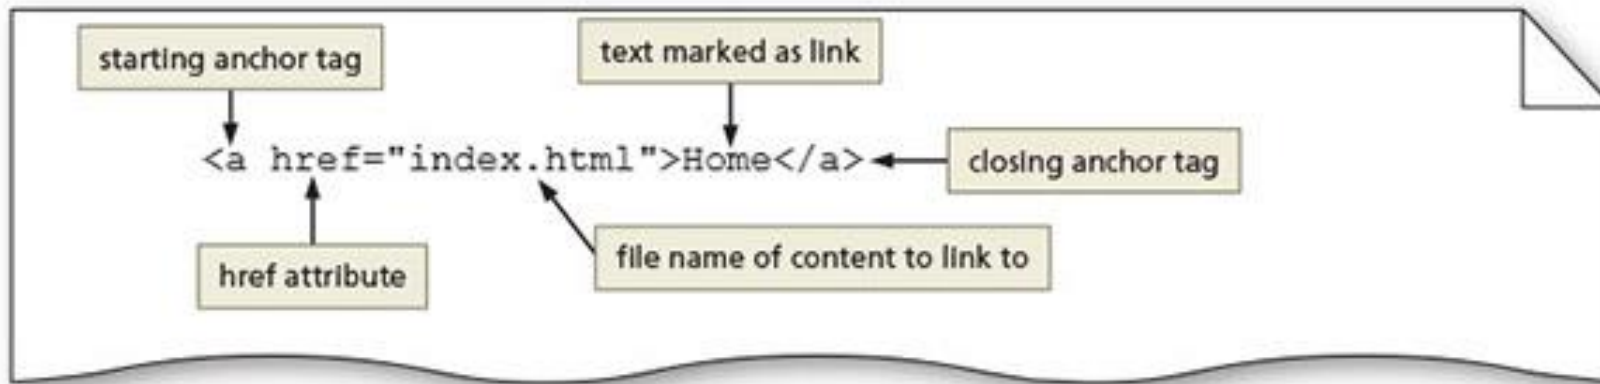 starting anchor tag
text marked as link
<a href="index.html">Home</a>
closing anchor tag
href attribute
file name of content to link to